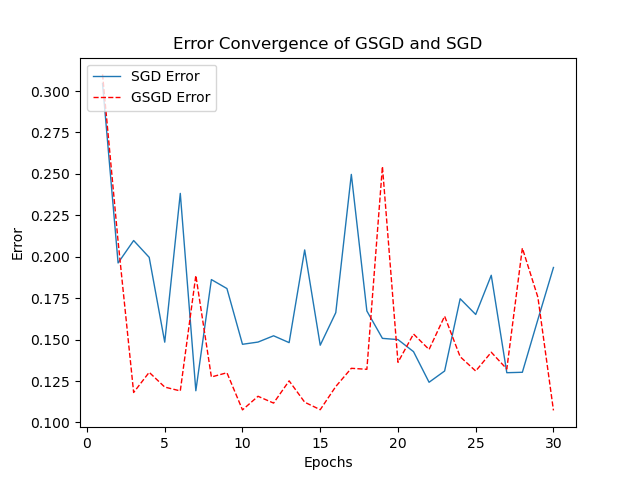 Error Convergence of GSGD and SGD
SGD Error
GSGD Error
0.300
0.275
0.250
0.225
0.200
0.175
0.150
0.125
0.100
Error
0 5 10 15 20 25 30
Epochs